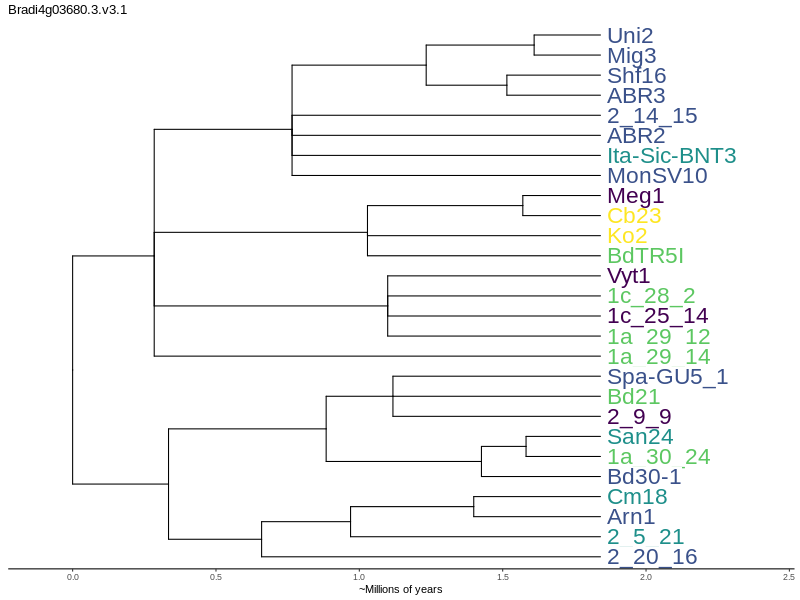 Bradi4g03680.3.v3.1
Uni2
Mig3
Shf16
ABR3
2_14_15
ABR2
Ita-Sic-BNT3
MonSV10
Meg1
Cb23
Ko2
BdTR5I
Vyt1
1c_28_2
1c_25_14
1a_29_12
1a_29_14
Spa-GU5_1
Bd21
2_9_9
San24
1a_30_24
Bd30-1
Cm18
Arn1
2_5_21
2_20_16
0.0 0.5 1.0 1.5 2.0 2.5
~Millions of years